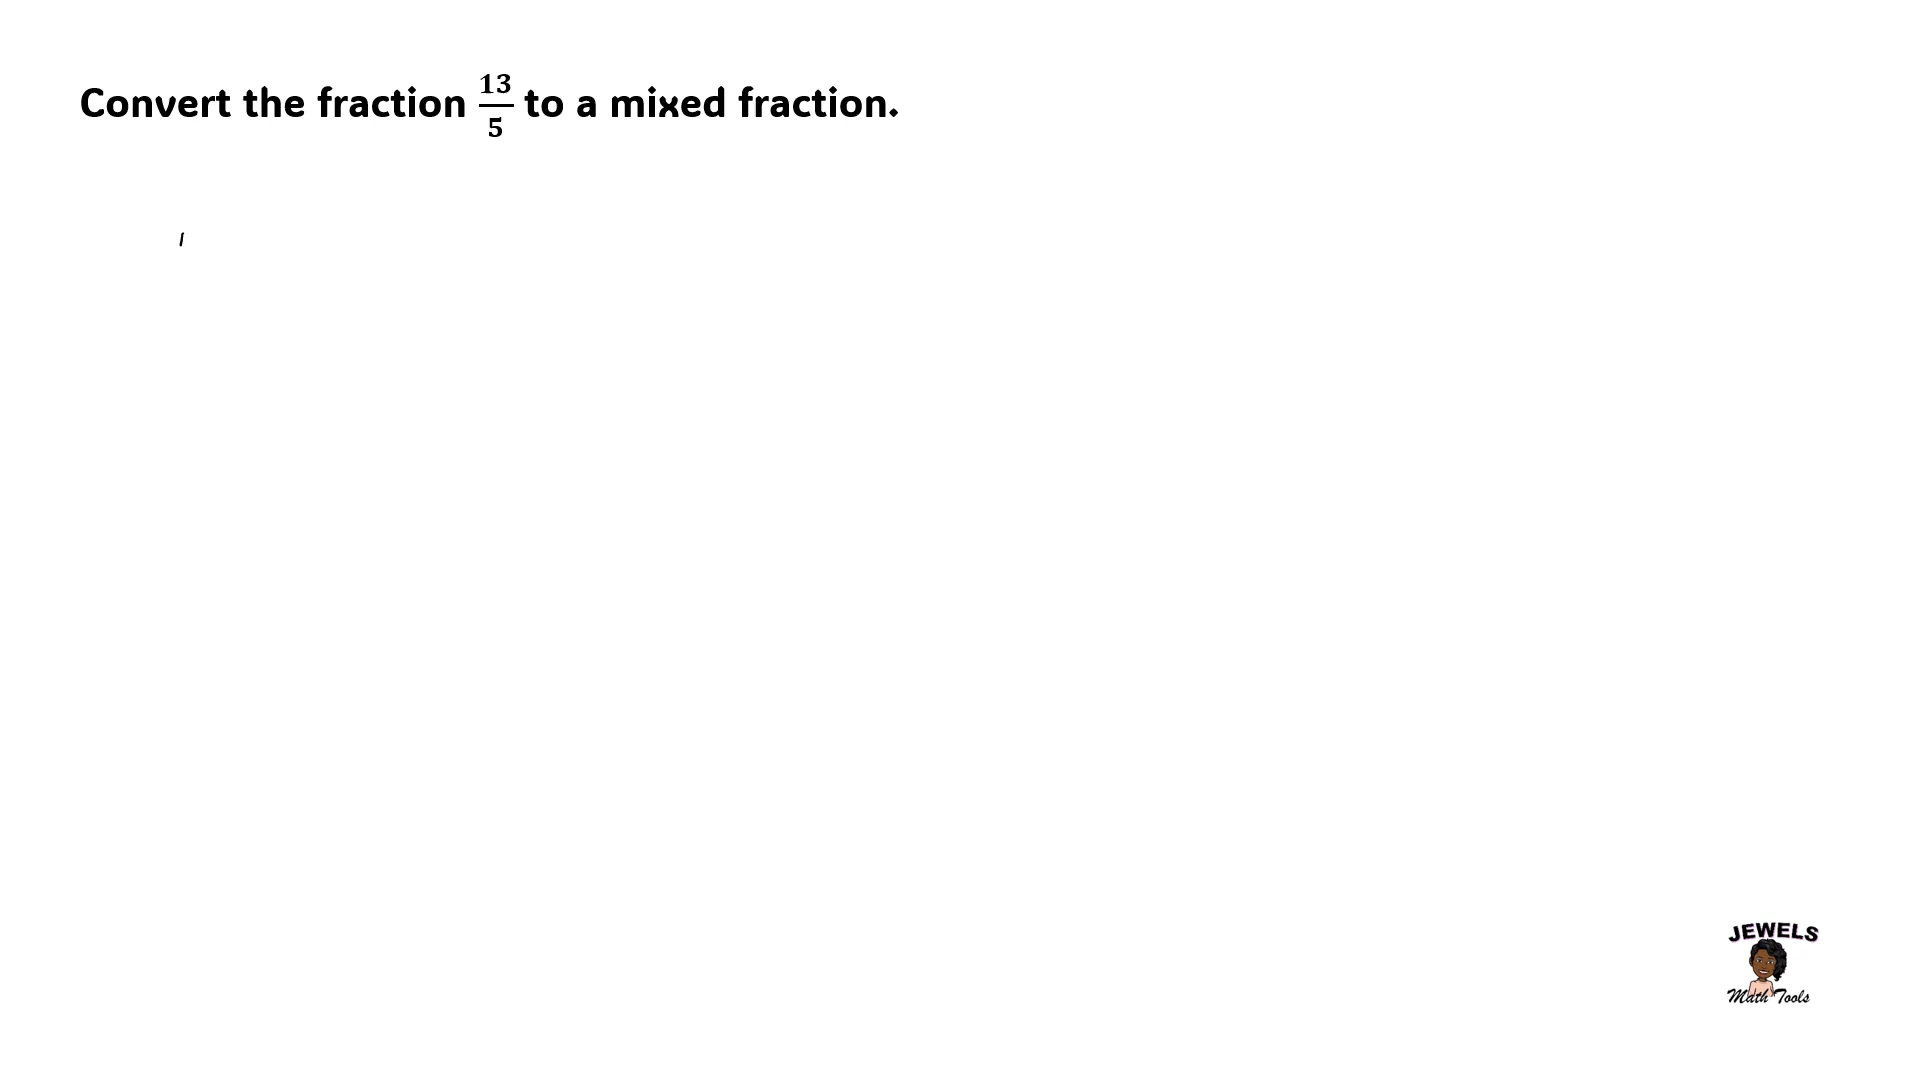 Convert the fraction 13/5 to a mixed fraction.
JEWELS
Math Tools